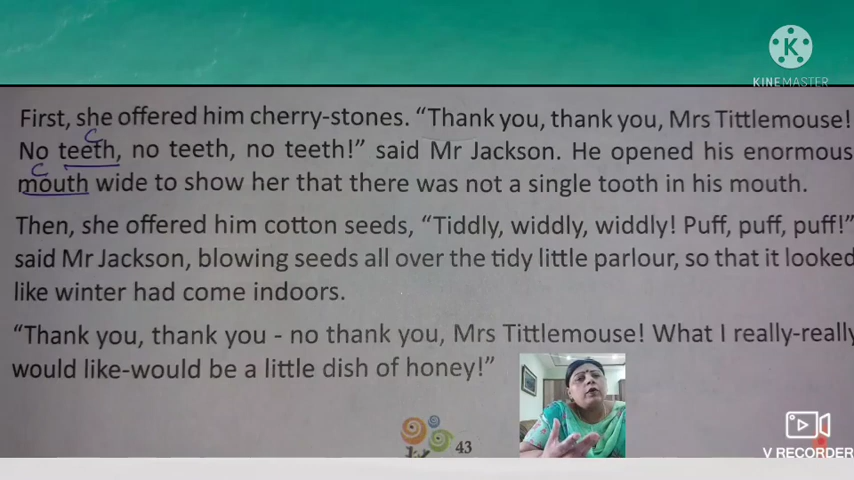 K
KINEMASTER
First, she offered him cherry-stones. “Thank you, thank you, Mrs Tittlemouse!
C
No teeth, no teeth, no teeth!” said Mr Jackson. He opened his enormous
C
mouth wide to show her that there was not a single tooth in his mouth.
Then, she offered him cotton seeds, “Tiddly, widdly, widdly! Puff, puff, puff!”
said Mr Jackson, blowing seeds all over the tidy little parlour, so that it looked
like winter had come indoors.
“Thank you, thank you - no thank you, Mrs Tittlemouse! What I really-really
would like-would be a little dish of honey!”
43
V RECORDER